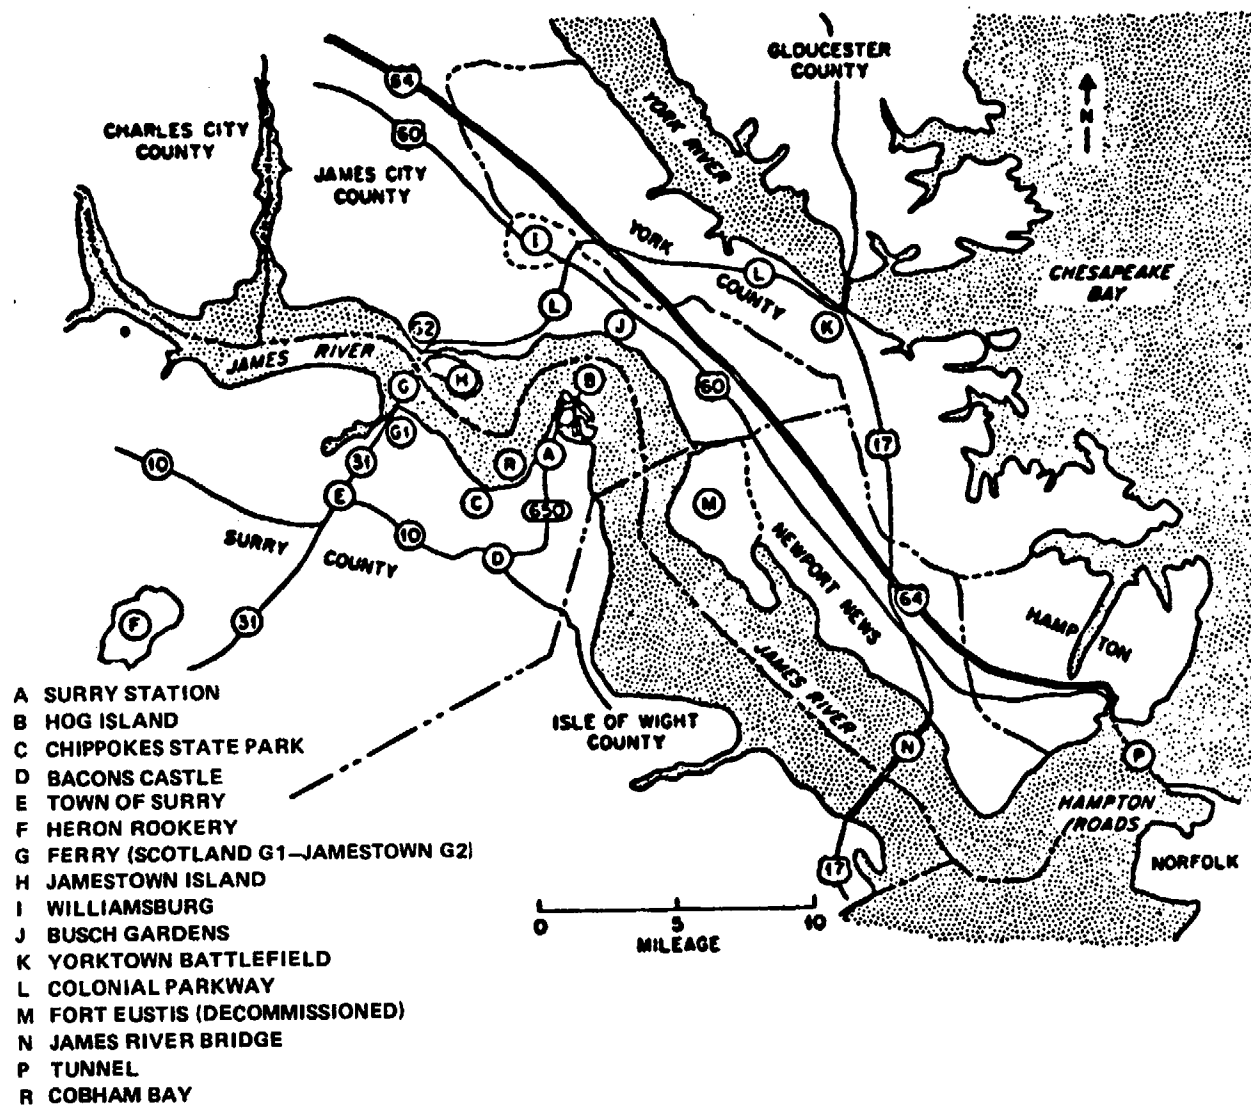 GLOUCESTER
COUNTY
N
64
60
CHARLES CITY
COUNTY
JAMES CITY
COUNTY
YORK RIVER
YORK
COUNTY
CHESAPEAKE
BAY
I
L
L
G2
J
K
JAMES RIVER
G
H
B
60
G1
17
10
31
R
A
E
C
650
M
SURRY
COUNTY
10
D
NEWPORT NEWS
64
HAMPTON
F
31
JAMES RIVER
ISLE OF WIGHT
COUNTY
N
P
HAMPTON
ROADS
NORFOLK
17
0 5 10
MILEAGE
A SURRY STATION
B HOG ISLAND
C CHIPPOKES STATE PARK
D BACONS CASTLE
E TOWN OF SURRY
F HERON ROOKERY
G FERRY (SCOTLAND G1–JAMESTOWN G2)
H JAMESTOWN ISLAND
I WILLIAMSBURG
J BUSCH GARDENS
K YORKTOWN BATTLEFIELD
L COLONIAL PARKWAY
M FORT EUSTIS (DECOMMISSIONED)
N JAMES RIVER BRIDGE
P TUNNEL
R COBHAM BAY